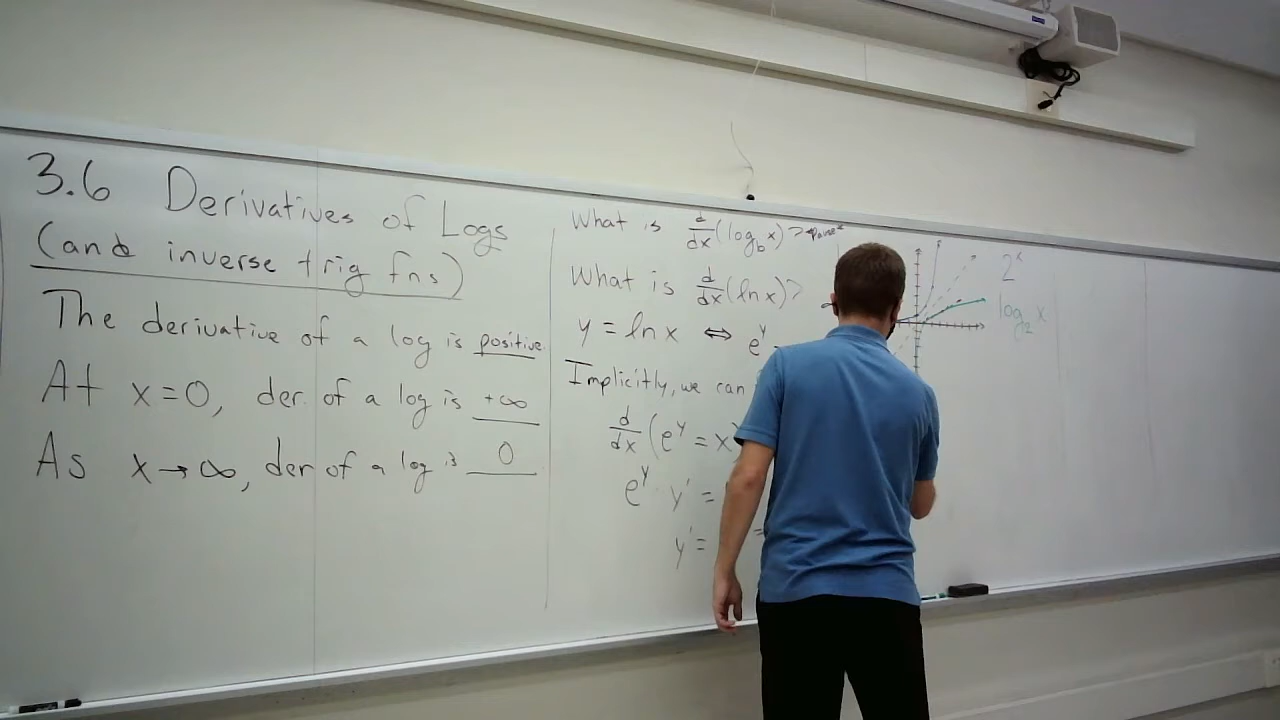 3.6 Derivatives of Logs
(and inverse trig fns)
The derivative of a log is positive
At x=0, der. of a log is +∞
As x→∞, der of a log is 0
What is d/dx (log_b x)? *pause*
What is d/dx (ln x)?
y = ln x ⇔ e^y
Implicitly, we can
d/dx (e^y = x)
e^y · y' =
y' =
2^x
log_2 x